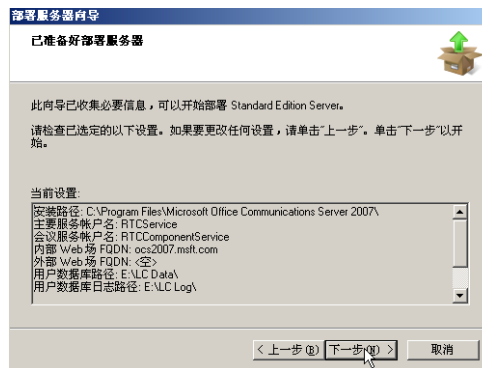 部署服务器向导
已准备好部署服务器
此向导已收集必要信息，可以开始部署 Standard Edition Server。
请检查已选定的以下设置。如果要更改任何设置，请单击“上一步”。单击“下一步”以开
始。
当前设置:
安装路径: C:\Program Files\Microsoft Office Communications Server 2007\
主要服务帐户名: RTCService
会议服务帐户名: RTCComponentService
内部 Web 场 FQDN: ocs2007.msft.com
外部 Web 场 FQDN: <空>
用户数据库路径: E:\LC Data\
用户数据库日志路径: E:\LC Log\
< 上一步(B) 下一步(N) > 取消